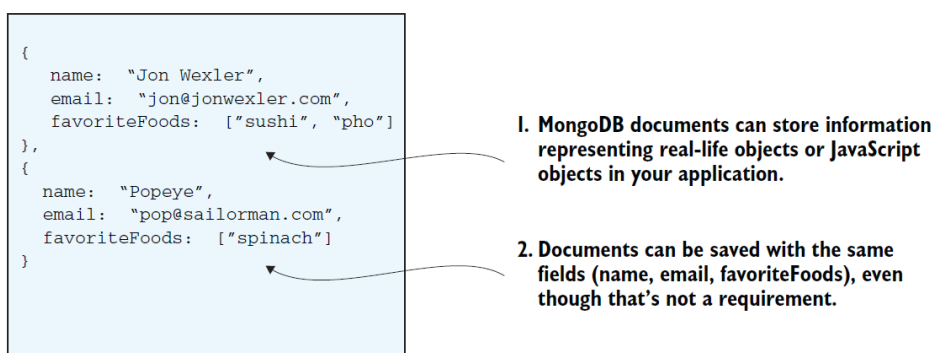 {
name: “Jon Wexler”,
email: “jon@jonwexler.com”,
favoriteFoods: [”sushi”, “pho”]
},
{
name: “Popeye”,
email: “pop@sailorman.com”,
favoriteFoods: [”spinach”]
}
1. MongoDB documents can store information
representing real-life objects or JavaScript
objects in your application.
2. Documents can be saved with the same
fields (name, email, favoriteFoods), even
though that’s not a requirement.